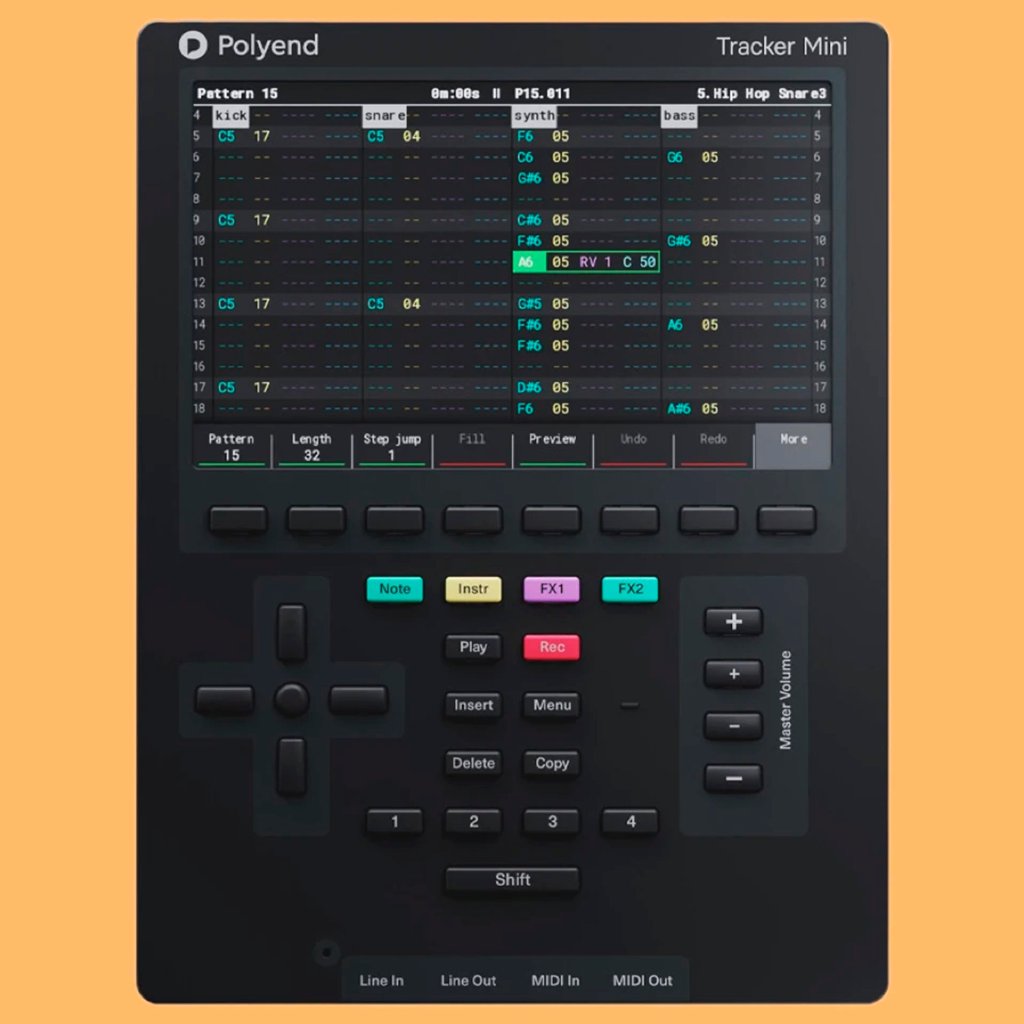 Polyend Tracker Mini
Pattern 15 0m:00s II P15.011 5.Hip Hop Snare3
4 kick --- -- ---- ---- snare -- ---- ---- synth -- ---- ---- bass -- ---- ---- 4
5 C5 17 ---- ---- C5 04 ---- ---- F6 05 ---- ---- --- -- ---- ---- 5
6 --- -- ---- ---- --- -- ---- ---- C6 05 ---- ---- G6 05 ---- ---- 6
7 --- -- ---- ---- --- -- ---- ---- G#6 05 ---- ---- --- -- ---- ---- 7
8 --- -- ---- ---- --- -- ---- ---- --- -- ---- ---- --- -- ---- ---- 8
9 C5 17 ---- ---- --- -- ---- ---- C#6 05 ---- ---- --- -- ---- ---- 9
10 --- -- ---- ---- --- -- ---- ---- F#6 05 ---- ---- G#6 05 ---- ---- 10
11 --- -- ---- ---- --- -- ---- ---- A6 05 RV 1 C 50 --- -- ---- ---- 11
12 --- -- ---- ---- --- -- ---- ---- --- -- ---- ---- --- -- ---- ---- 12
13 C5 17 ---- ---- C5 04 ---- ---- G#5 05 ---- ---- --- -- ---- ---- 13
14 --- -- ---- ---- --- -- ---- ---- F#6 05 ---- ---- A6 05 ---- ---- 14
15 --- -- ---- ---- --- -- ---- ---- F#6 05 ---- ---- --- -- ---- ---- 15
16 --- -- ---- ---- --- -- ---- ---- --- -- ---- ---- --- -- ---- ---- 16
17 C5 17 ---- ---- --- -- ---- ---- D#6 05 ---- ---- --- -- ---- ---- 17
18 --- -- ---- ---- --- -- ---- ---- F6 05 ---- ---- A#6 05 ---- ---- 18
Pattern Length Step jump Fill Preview Undo Redo More
15 32 1
Note Instr FX1 FX2
+
Play Rec
+
Insert Menu
Master Volume
-
Delete Copy
-
1 2 3 4
Shift
Line In Line Out MIDI In MIDI Out